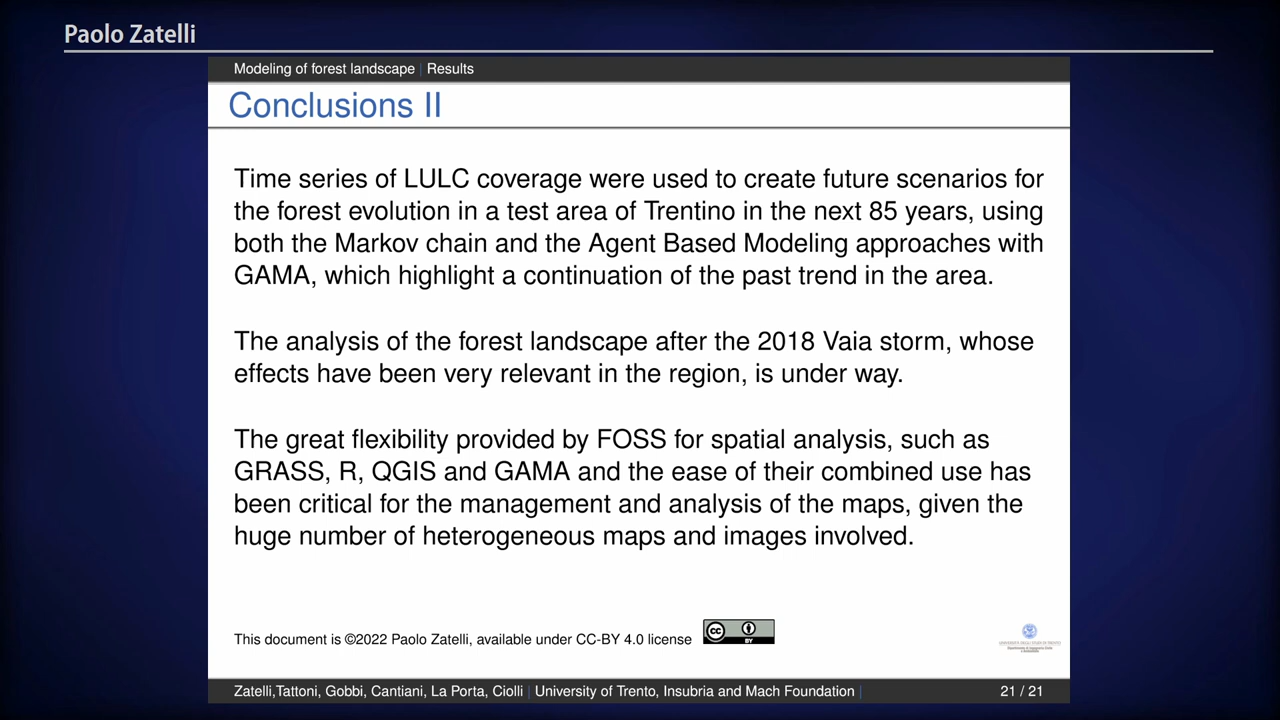 Paolo Zatelli
Modeling of forest landscape | Results
Conclusions II
Time series of LULC coverage were used to create future scenarios for
the forest evolution in a test area of Trentino in the next 85 years, using
both the Markov chain and the Agent Based Modeling approaches with
GAMA, which highlight a continuation of the past trend in the area.
The analysis of the forest landscape after the 2018 Vaia storm, whose
effects have been very relevant in the region, is under way.
The great flexibility provided by FOSS for spatial analysis, such as
GRASS, R, QGIS and GAMA and the ease of their combined use has
been critical for the management and analysis of the maps, given the
huge number of heterogeneous maps and images involved.
This document is ©2022 Paolo Zatelli, available under CC-BY 4.0 license
cc BY
Zatelli,Tattoni, Gobbi, Cantiani, La Porta, Ciolli | University of Trento, Insubria and Mach Foundation | 21 / 21